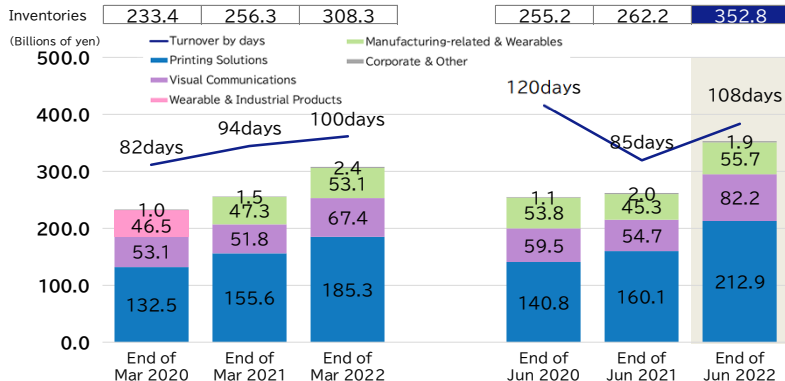 Inventories 233.4 256.3 308.3 255.2 262.2 352.8
(Billions of yen)
Turnover by days
Manufacturing-related & Wearables
Printing Solutions
Corporate & Other
Visual Communications
Wearable & Industrial Products
500.0
400.0
300.0
200.0
100.0
0.0
82days
94days
100days
120days
85days
108days
1.0
46.5
53.1
132.5
1.5
47.3
51.8
155.6
2.4
53.1
67.4
185.3
1.1
53.8
59.5
140.8
2.0
45.3
54.7
160.1
1.9
55.7
82.2
212.9
End of
Mar 2020
End of
Mar 2021
End of
Mar 2022
End of
Jun 2020
End of
Jun 2021
End of
Jun 2022